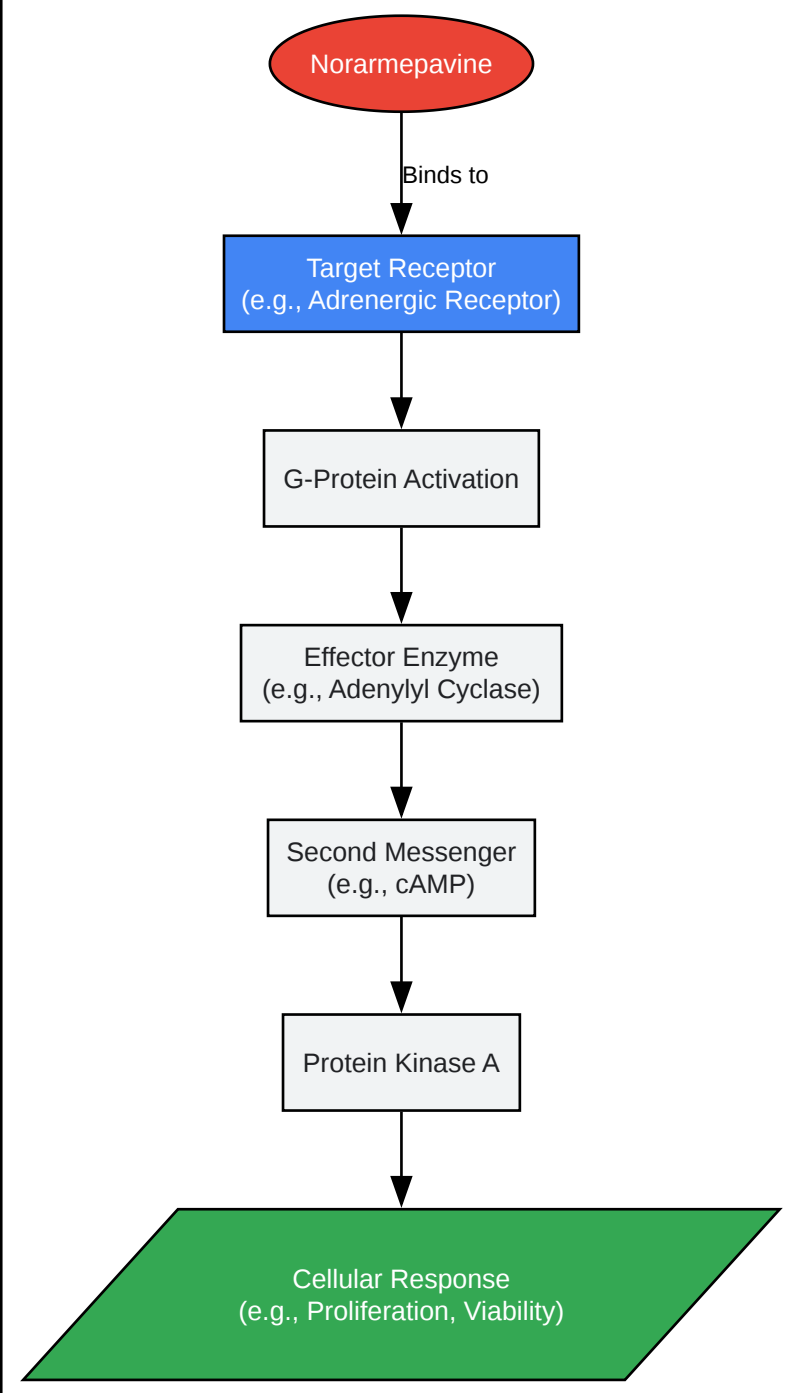 Norarmepavine
Binds to
Target Receptor
(e.g., Adrenergic Receptor)
G-Protein Activation
Effector Enzyme
(e.g., Adenylyl Cyclase)
Second Messenger
(e.g., cAMP)
Protein Kinase A
Cellular Response
(e.g., Proliferation, Viability)